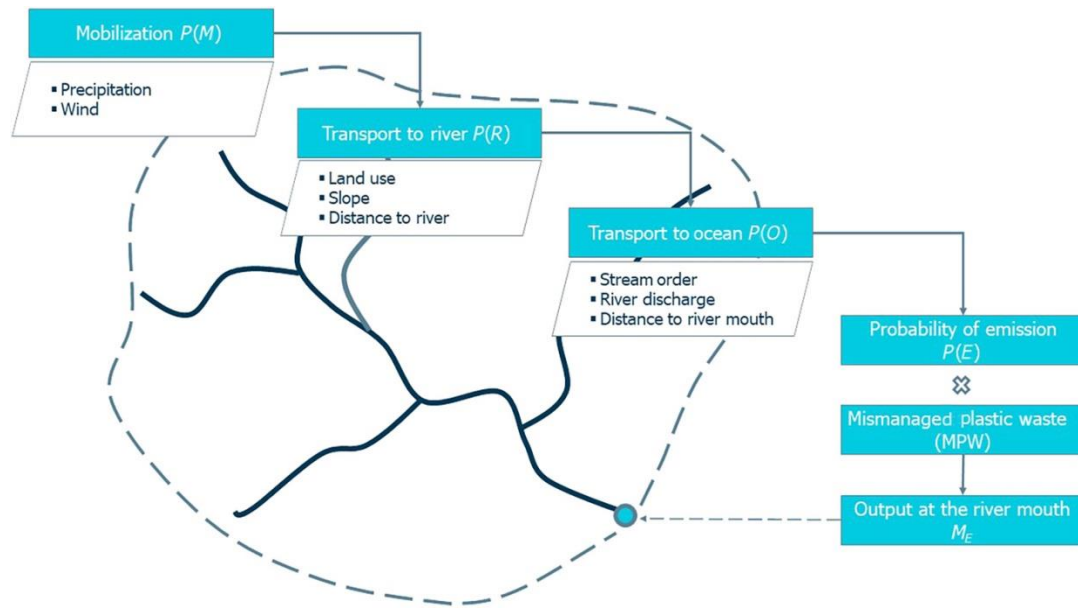 Mobilization P(M)
▪ Precipitation
▪ Wind
Transport to river P(R)
▪ Land use
▪ Slope
▪ Distance to river
Transport to ocean P(O)
▪ Stream order
▪ River discharge
▪ Distance to river mouth
Probability of emission
P(E)
Mismanaged plastic waste
(MPW)
Output at the river mouth
M_E